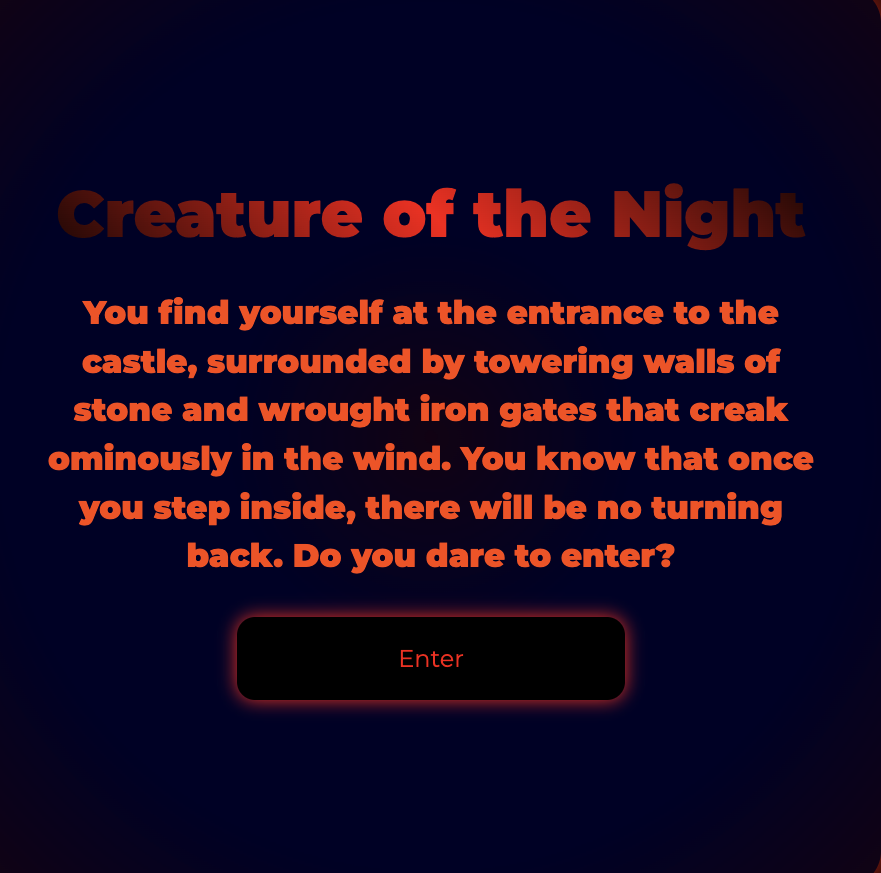 Creature of the Night
You find yourself at the entrance to the
castle, surrounded by towering walls of
stone and wrought iron gates that creak
ominously in the wind. You know that once
you step inside, there will be no turning
back. Do you dare to enter?
Enter